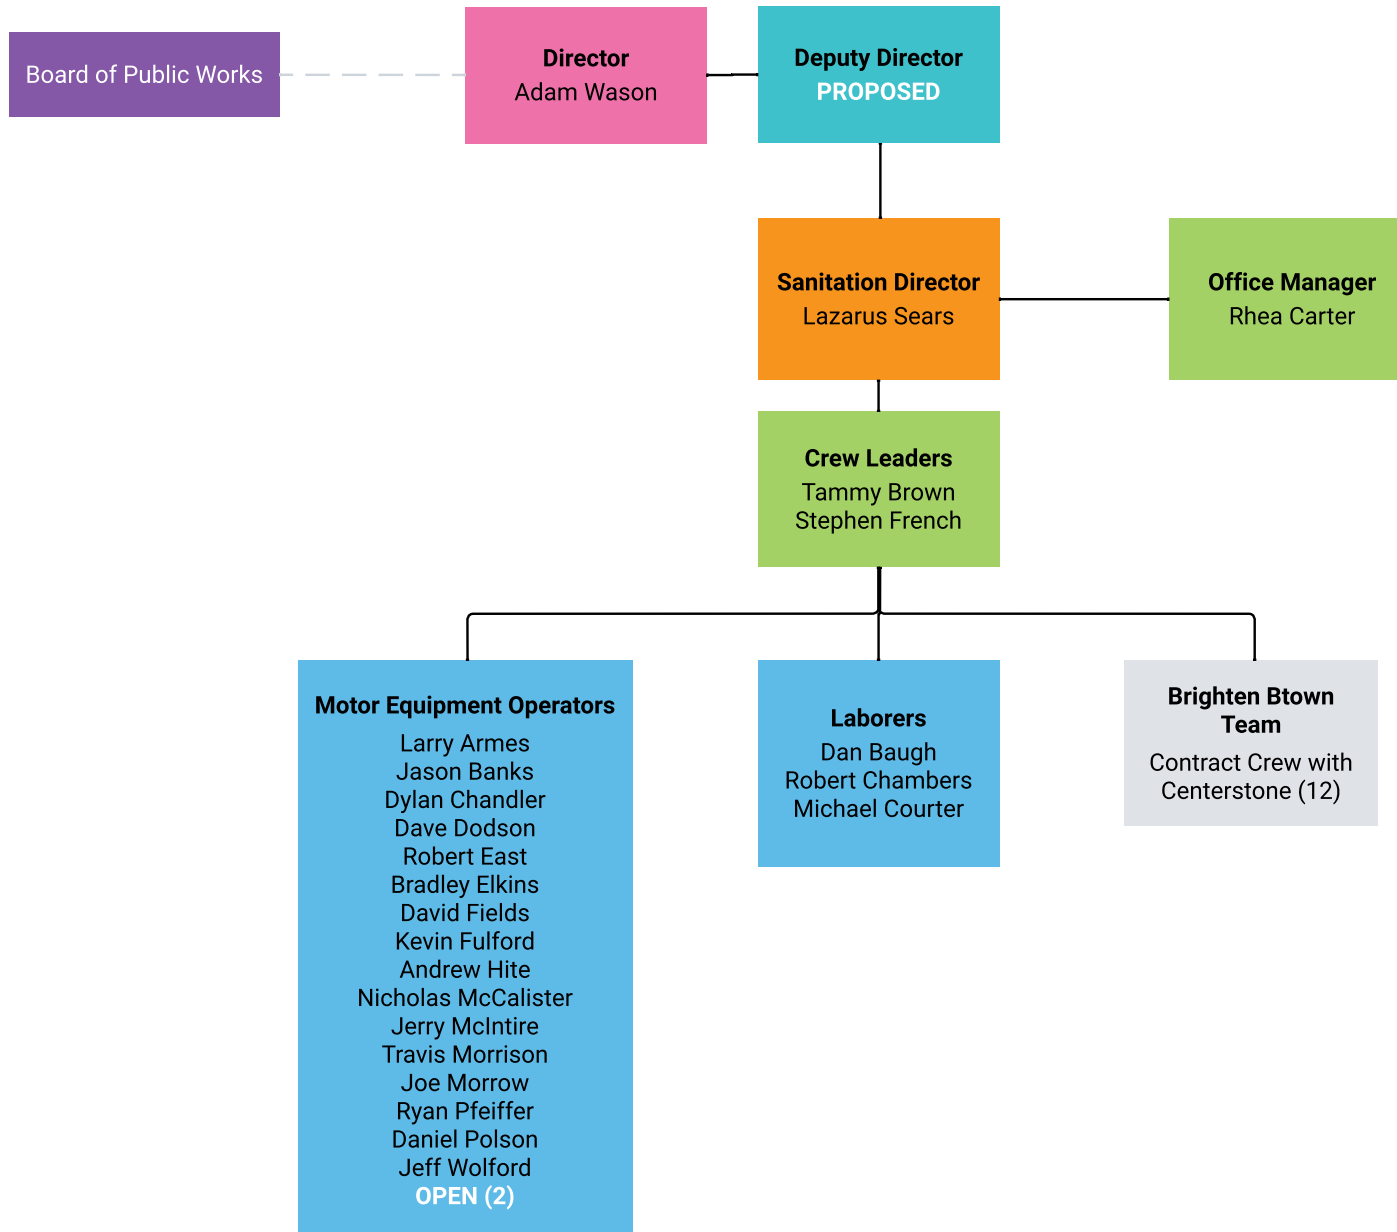 Board of Public Works
Director
Adam Wason
Deputy Director
PROPOSED
Sanitation Director
Lazarus Sears
Office Manager
Rhea Carter
Crew Leaders
Tammy Brown
Stephen French
Motor Equipment Operators
Larry Armes
Jason Banks
Dylan Chandler
Dave Dodson
Robert East
Bradley Elkins
David Fields
Kevin Fulford
Andrew Hite
Nicholas McCalister
Jerry McIntire
Travis Morrison
Joe Morrow
Ryan Pfeiffer
Daniel Polson
Jeff Wolford
OPEN (2)
Laborers
Dan Baugh
Robert Chambers
Michael Courter
Brighten Btown
Team
Contract Crew with
Centerstone (12)